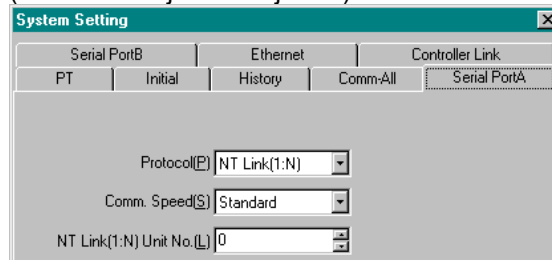 System Setting
Serial PortB Ethernet Controller Link
PT Initial History Comm-All Serial PortA
Protocol(P) NT Link(1:N)
Comm. Speed(S) Standard
NT Link(1:N) Unit No.(L) 0